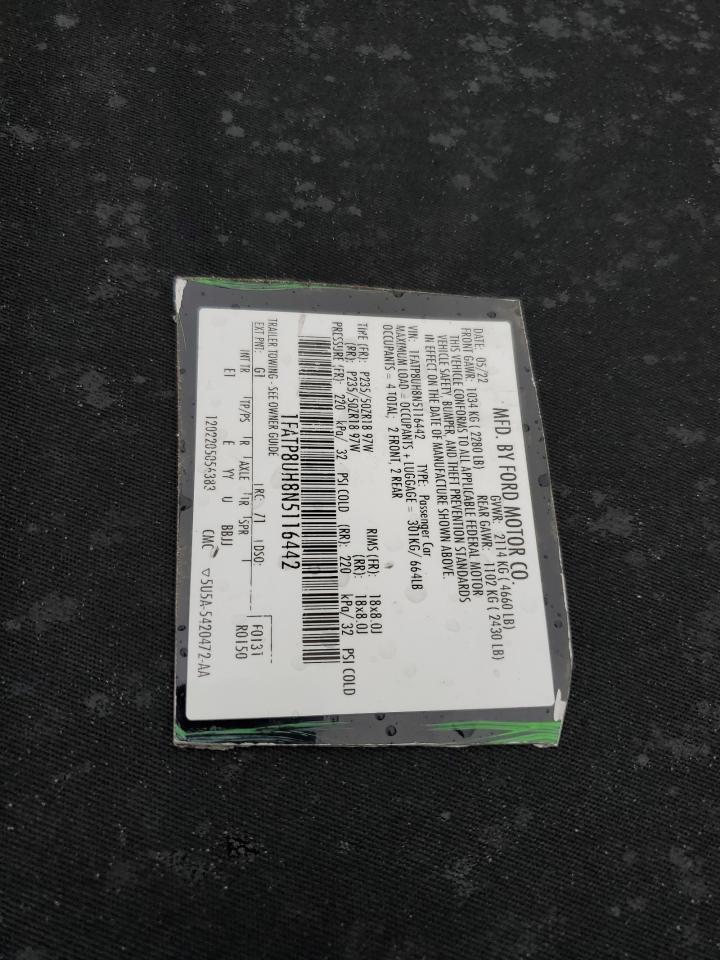 MFD. BY FORD MOTOR CO
DATE: 05/22 GVWR: 2114 KG ( 4660 LB)
FRONT GAWR: 1034 KG ( 2280 LB) REAR GAWR: 1102 KG ( 2430 LB)
THIS VEHICLE CONFORMS TO ALL APPLICABLE FEDERAL MOTOR
VEHICLE SAFETY, BUMPER, AND THEFT PREVENTION STANDARDS
IN EFFECT ON THE DATE OF MANUFACTURE SHOWN ABOVE.
VIN: 1FATP8UH8N5116442 TYPE: Passenger Car
MAXIMUM LOAD = OCCUPANTS + LUGGAGE = 301KG/ 664LB
OCCUPANTS = 4 TOTAL: 2 FRONT, 2 REAR
TIRE (FR): P235/50ZR18 97W RIMS (FR): 18x8.0J
(RR): P235/50ZR18 97W (RR): 18x8.0J
PRESSURE (FR): 220 kPa/ 32 PSI COLD (RR): 220 kPa/ 32 PSI COLD
1FATP8UH8N5116442
TRAILER TOWING - SEE OWNER GUIDE
EXT PNT: G1 RC: 71 DSO: F0131
R0150
INT TR TP/PS R AXLE TR SPR
E1 E YY U BBJJ
1202205056383 CMC 5U5A-5420472-AA